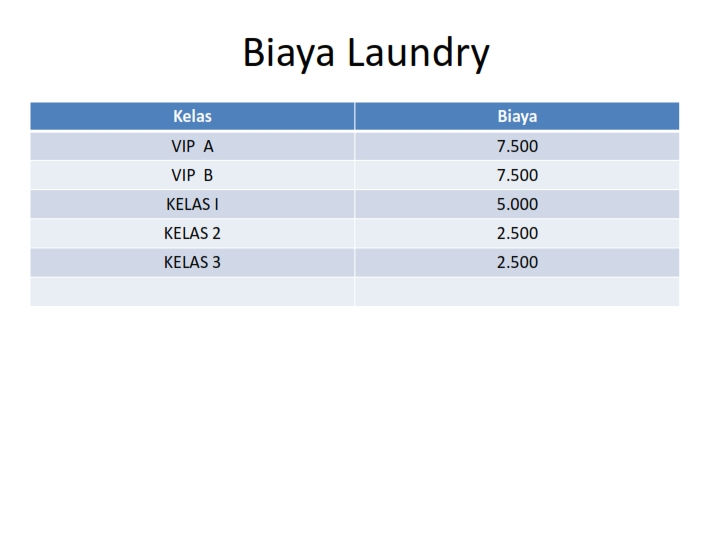 Biaya Laundry
Kelas Biaya
VIP A 7.500
VIP B 7.500
KELAS I 5.000
KELAS 2 2.500
KELAS 3 2.500